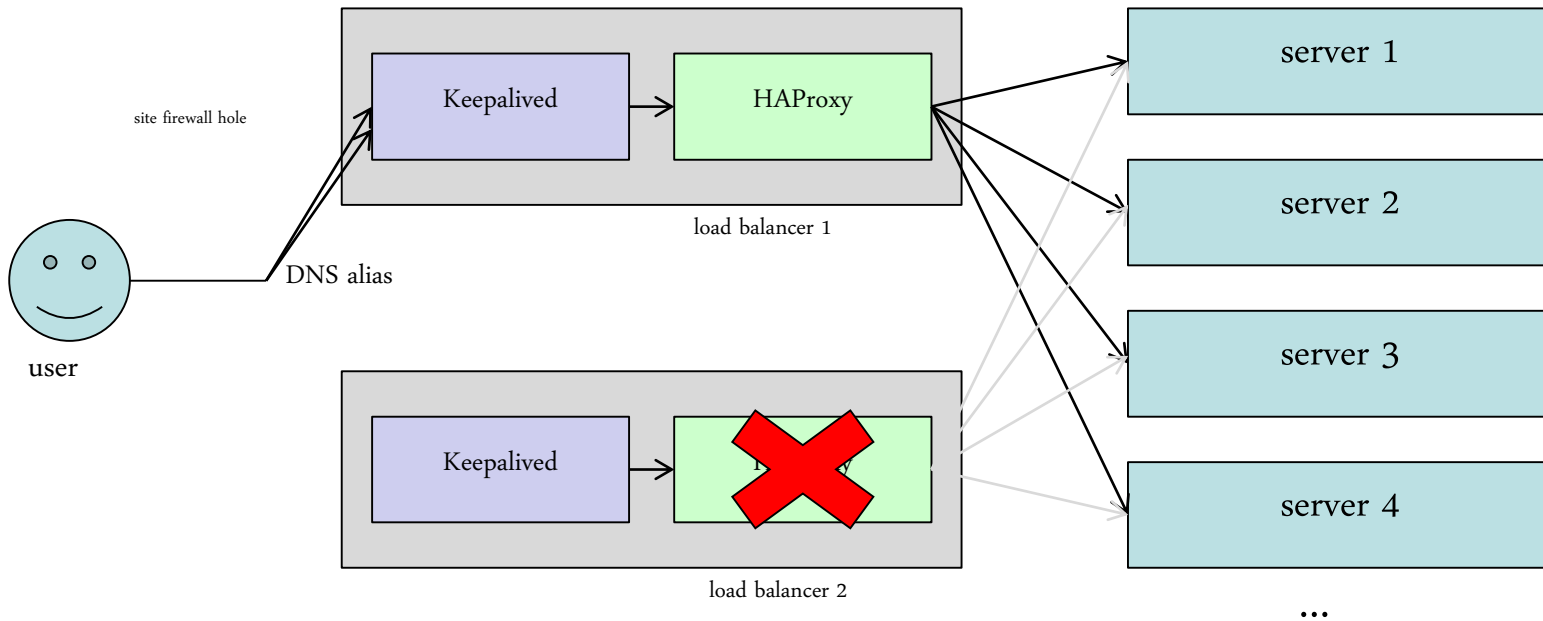 server 1
Keepalived
HAProxy
site firewall hole
server 2
load balancer 1
DNS alias
user
server 3
Keepalived
server 4
load balancer 2
...